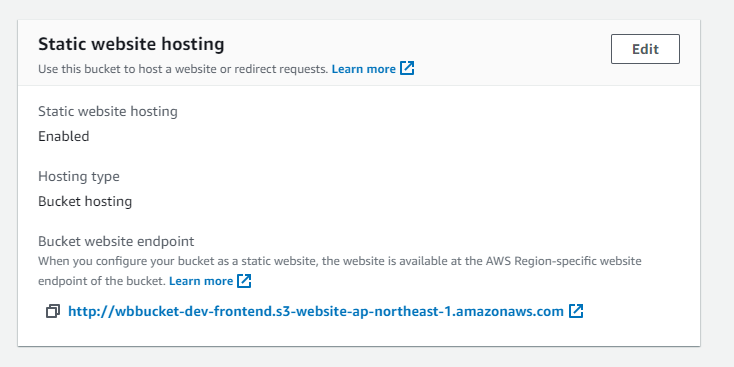 Static website hosting
Edit
Use this bucket to host a website or redirect requests. Learn more
Static website hosting
Enabled
Hosting type
Bucket hosting
Bucket website endpoint
When you configure your bucket as a static website, the website is available at the AWS Region-specific website
endpoint of the bucket. Learn more
http://wbbucket-dev-frontend.s3-website-ap-northeast-1.amazonaws.com